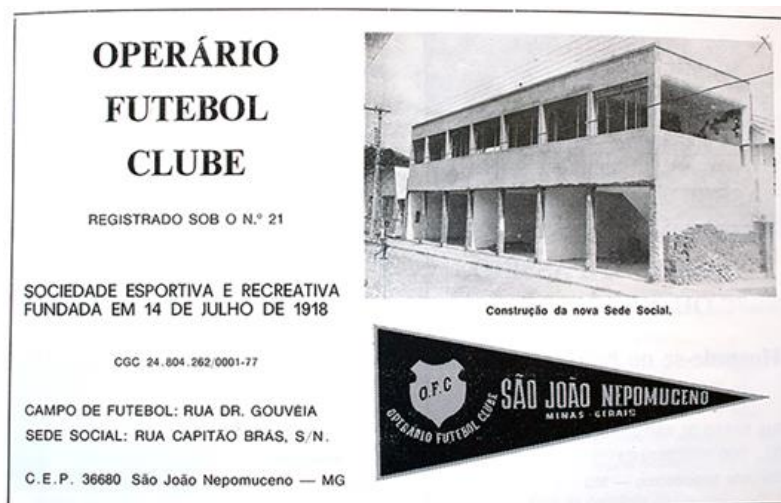 OPERÁRIO
FUTEBOL
CLUBE
REGISTRADO SOB O N.º 21
SOCIEDADE ESPORTIVA E RECREATIVA
FUNDADA EM 14 DE JULHO DE 1918
CGC 24.804.262/0001-77
CAMPO DE FUTEBOL: RUA DR. GOUVÊIA
SEDE SOCIAL: RUA CAPITÃO BRÁS, S/N.
C.E.P. 36680 São João Nepomuceno — MG
Construção da nova Sede Social.
O.F.C
OPERÁRIO FUTEBOL CLUBE
SÃO JOÃO NEPOMUCENO
MINAS - GERAIS